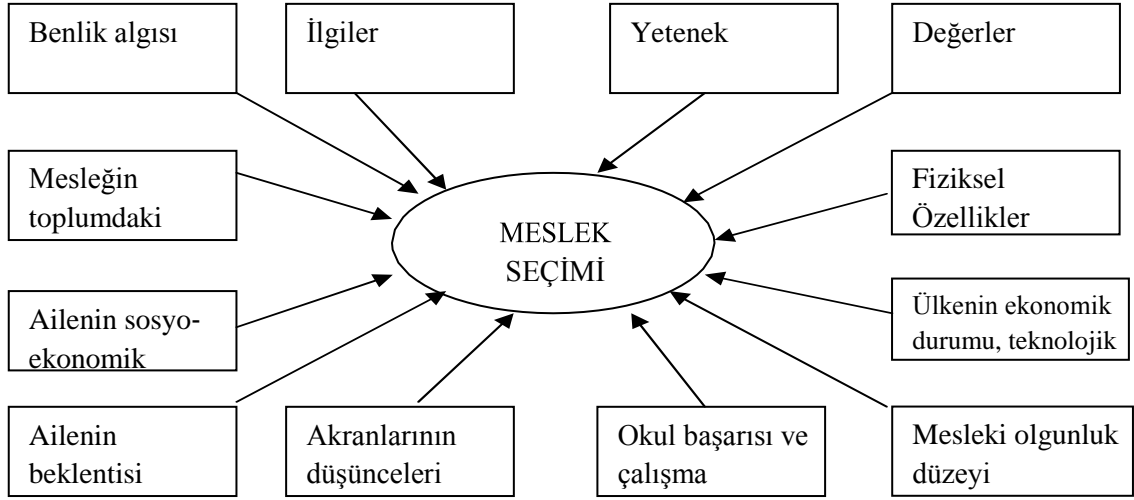 Benlik algısı
İlgiler
Yetenek
Değerler
Mesleğin
toplumdaki
MESLEK
SEÇİMİ
Fiziksel
Özellikler
Ailenin sosyo-
ekonomik
Ülkenin ekonomik
durumu, teknolojik
Ailenin
beklentisi
Akranlarının
düşünceleri
Okul başarısı ve
çalışma
Mesleki olgunluk
düzeyi